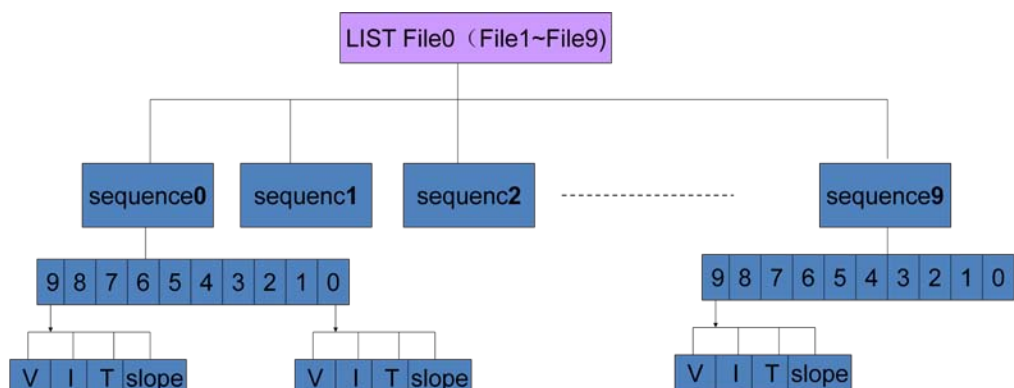 LIST File0（File1~File9)
sequence0 sequenc1 sequenc2 sequence9
9 8 7 6 5 4 3 2 1 0 9 8 7 6 5 4 3 2 1 0
V I T slope V I T slope V I T slope